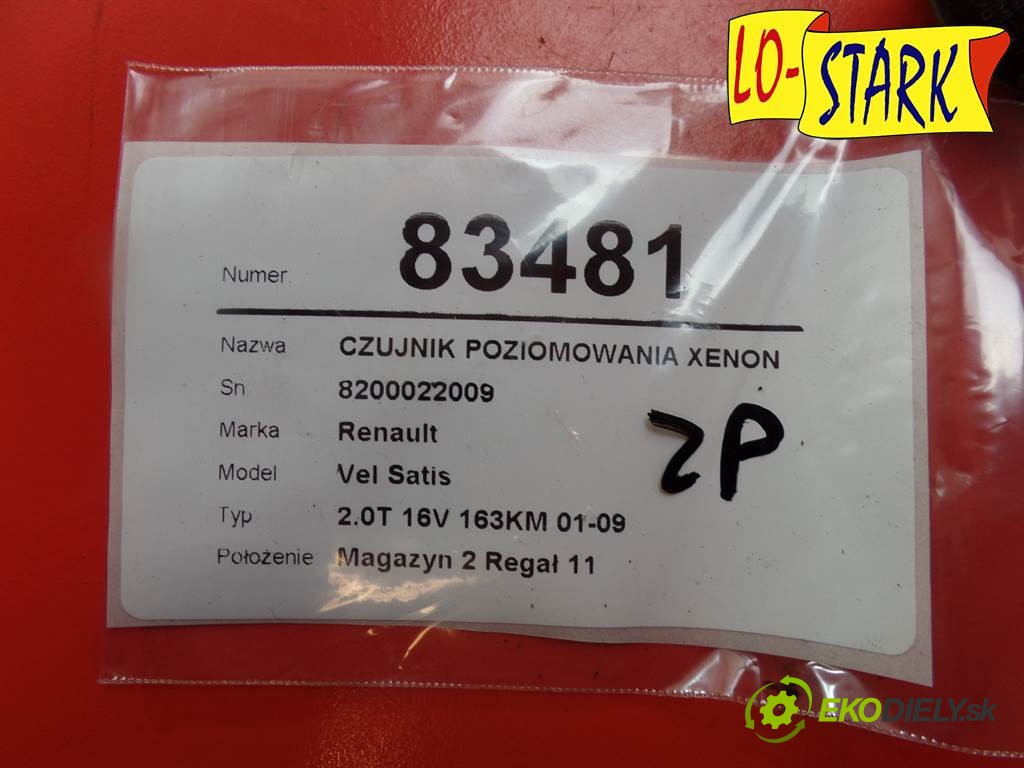 LO-
STARK
Numer 83481
Nazwa CZUJNIK POZIOMOWANIA XENON
Sn 8200022009
Marka Renault
Model Vel Satis
Typ 2.0T 16V 163KM 01-09
Położenie Magazyn 2 Regał 11
ZP
EKODIELY.sk